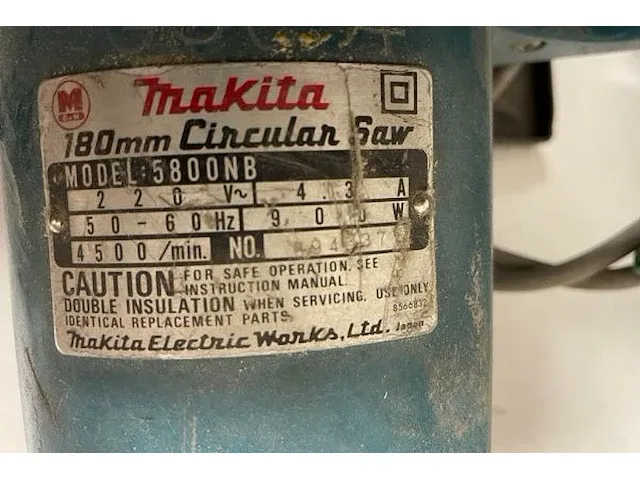 M
Makita
180mm Circular Saw
MODEL 5800NB
220 V~ 4.3 A
50-60 Hz 900 W
4500/min. NO.
CAUTION FOR SAFE OPERATION, SEE
INSTRUCTION MANUAL.
DOUBLE INSULATION WHEN SERVICING, USE ONLY
IDENTICAL REPLACEMENT PARTS.
856683
Makita Electric Works, Ltd. Japan